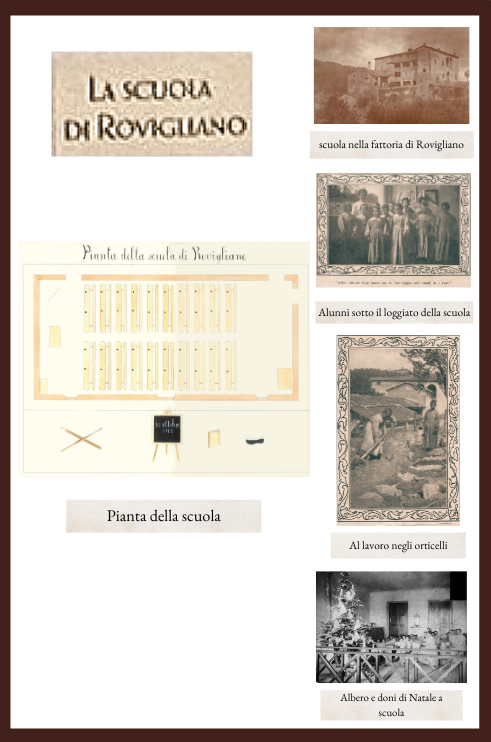 LA SCUOLA
DI ROVIGLIANO
scuola nella fattoria di Rovigliano
Alunni sotto il loggiato della scuola
Pianta della scuola di Rovigliano
Pianta della scuola
Al lavoro negli orticelli
Albero e doni di Natale a
scuola